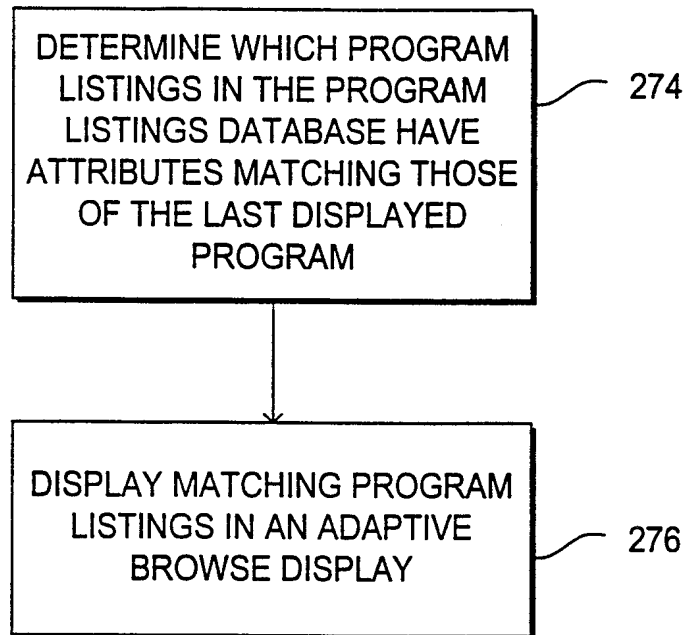 DETERMINE WHICH PROGRAM
LISTINGS IN THE PROGRAM
LISTINGS DATABASE HAVE
ATTRIBUTES MATCHING THOSE
OF THE LAST DISPLAYED
PROGRAM
274
DISPLAY MATCHING PROGRAM
LISTINGS IN AN ADAPTIVE
BROWSE DISPLAY
276